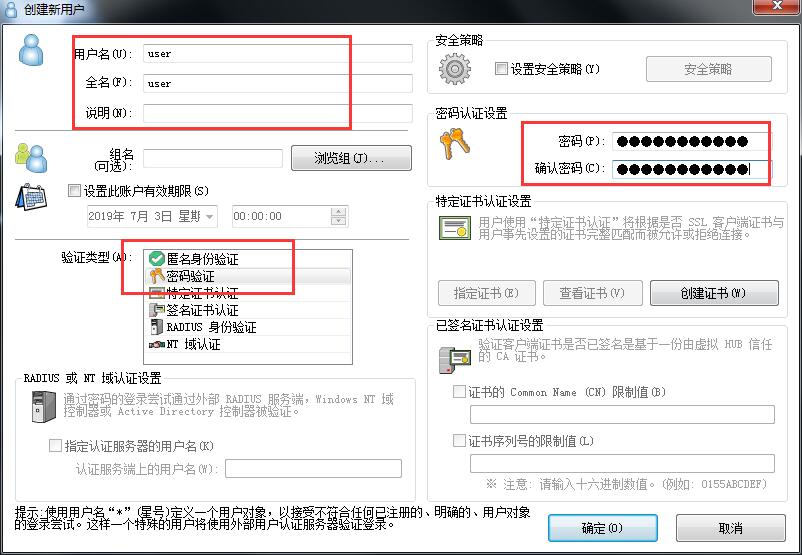 创建新用户
用户名(U):
user
全名(F):
user
说明(N):
组名
(可选):
浏览组(J)...
设置此账户有效期限(S)
2019年 7月 3日 星期
00:00:00
验证类型(A):
匿名身份验证
密码验证
特定证书认证
签名证书认证
RADIUS 身份验证
NT 域认证
RADIUS 或 NT 域认证设置
通过密码的登录尝试通过外部 RADIUS 服务端，Windows NT 域
控制器或 Active Directory 控制器被验证。
指定认证服务器的用户名(K)
认证服务端上的用户名(W):
提示:使用用户名“*”(星号)定义一个用户对象，以接受不符合任何已注册的、明确的、用户对象
的登录尝试。这样一个特殊的用户将使用外部用户认证服务器验证登录。
安全策略
设置安全策略(Y)
安全策略
密码认证设置
密码(P):
●●●●●●●●●●●
确认密码(C):
●●●●●●●●●●●
特定证书认证设置
用户使用“特定证书认证”将根据是否 SSL 客户端证书与
用户事先设置的证书完整匹配而被允许或拒绝连接。
指定证书(E)
查看证书(V)
创建证书(W)
已签名证书认证设置
验证客户端证书是否已签名是基于一份由虚拟 HUB 信任
的 CA 证书。
证书的 Common Name (CN) 限制值(B)
证书序列号的限制值(L)
※ 注意: 请输入十六进制数值。(例如: 0155ABCDEF)
确定(O)
取消